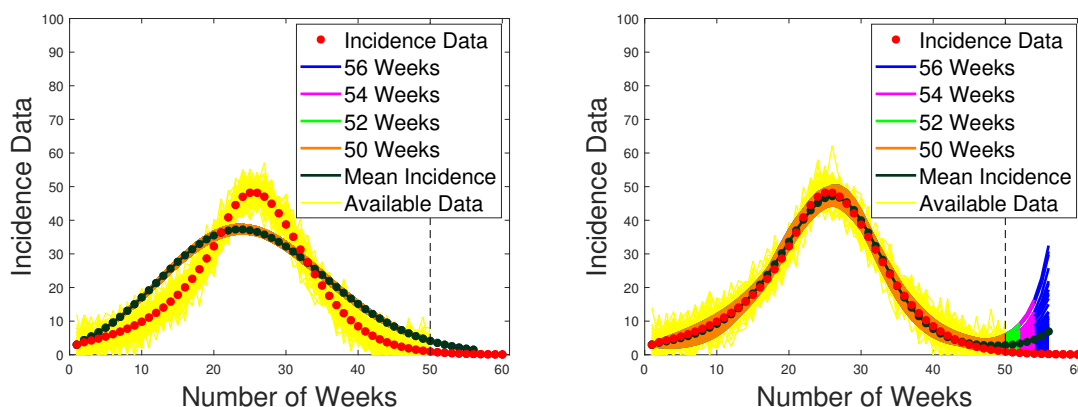 100
90
80
70
60
50
40
30
20
10
0
0 10 20 30 40 50 60
Incidence Data
Number of Weeks
Incidence Data
56 Weeks
54 Weeks
52 Weeks
50 Weeks
Mean Incidence
Available Data
100
90
80
70
60
50
40
30
20
10
0
0 10 20 30 40 50 60
Incidence Data
Number of Weeks
Incidence Data
56 Weeks
54 Weeks
52 Weeks
50 Weeks
Mean Incidence
Available Data